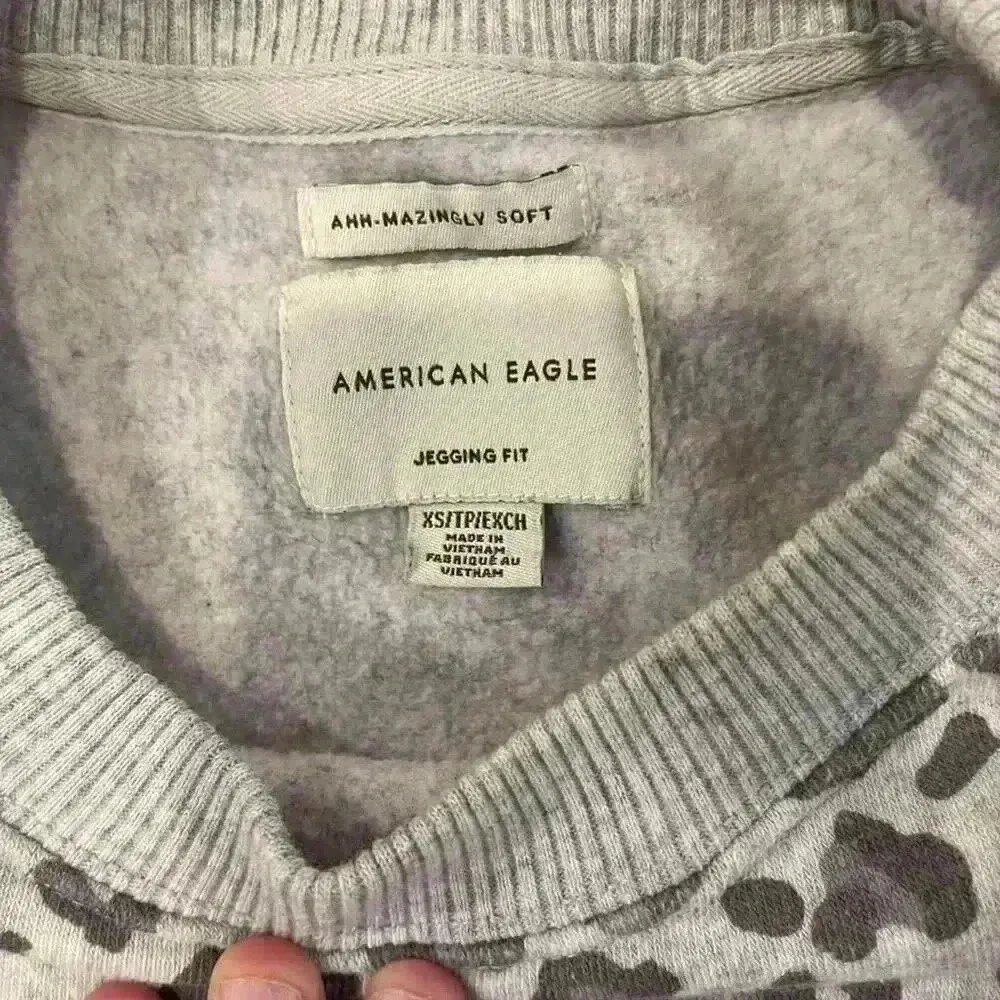 AHH-MAZINGLY SOFT
AMERICAN EAGLE
JEGGING FIT
XS/TP/EXCH
MADE IN
VIETNAM
FABRIQUÉ AU
VIETNAM